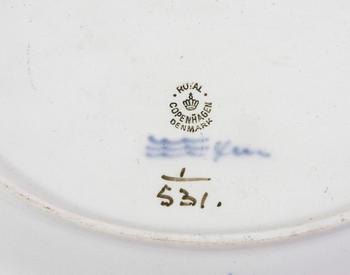 ROYAL
COPENHAGEN
DENMARK
1
531.